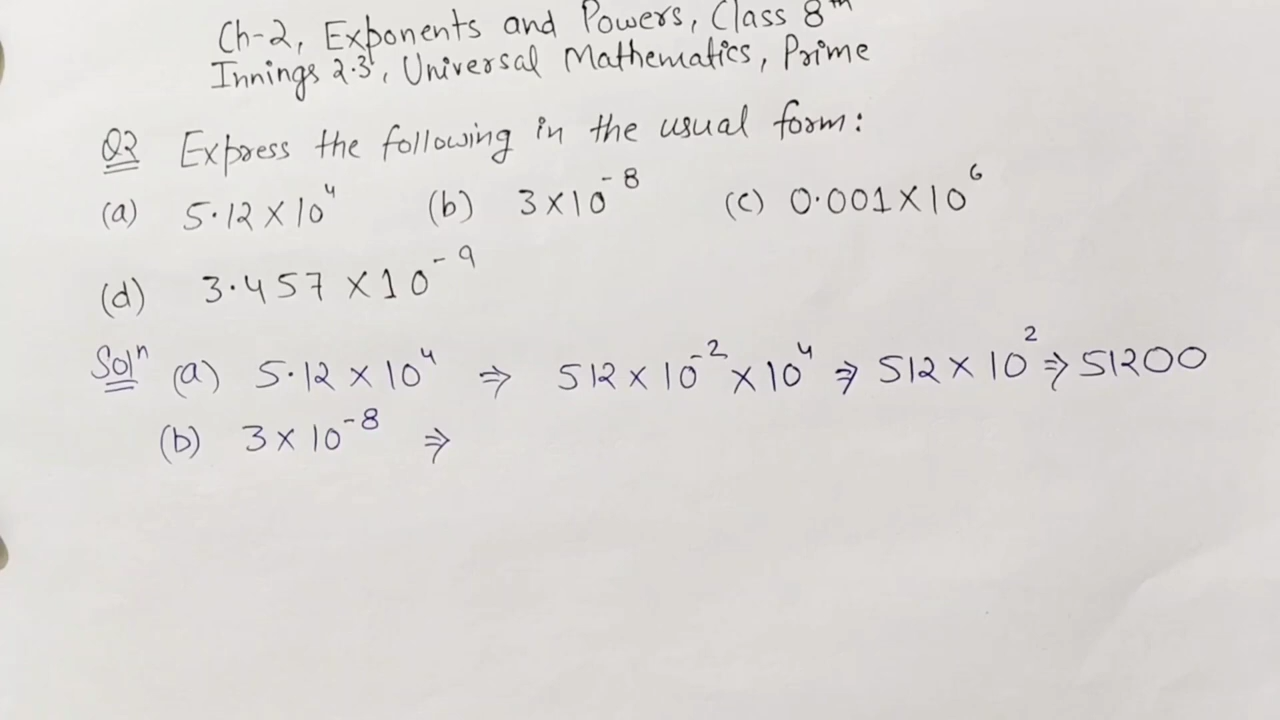 Ch-2, Exponents and Powers, Class 8th
Innings 2.3, Universal Mathematics, Prime
Q2 Express the following in the usual form:
(a) 5.12 × 10⁴ (b) 3×10⁻⁸ (c) 0.001×10⁶
(d) 3.457 ×10⁻⁹
Solⁿ (a) 5.12 × 10⁴ ⇒ 512 × 10⁻² × 10⁴ ⇒ 512 × 10² ⇒ 51200
(b) 3 × 10⁻⁸ ⇒